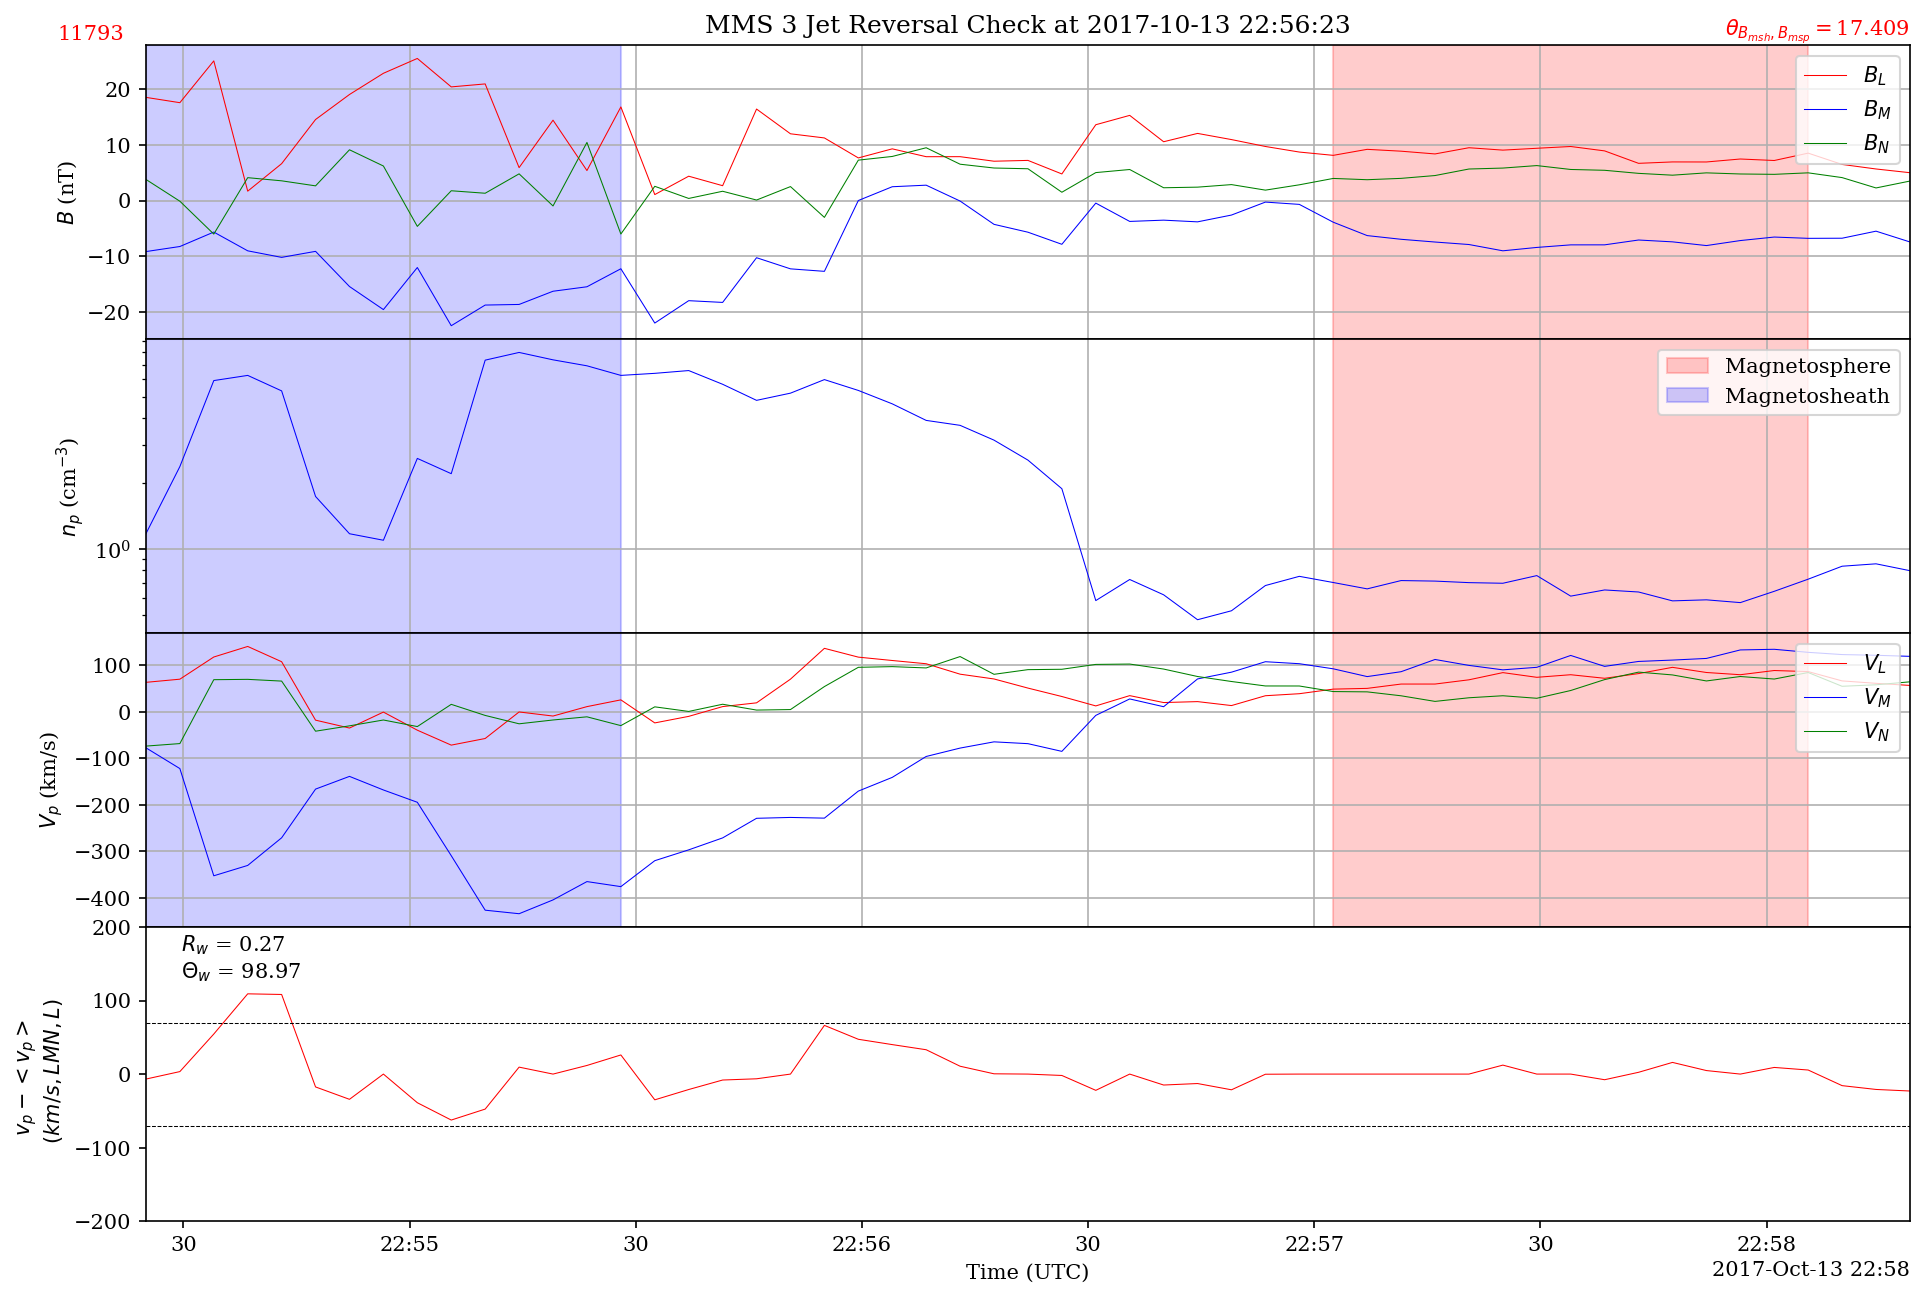 11793
MMS 3 Jet Reversal Check at 2017-10-13 22:56:23
θ_{B_{msh}, B_{msp}} = 17.409
20
10
0
−10
−20
B (nT)
B_L
B_M
B_N
10⁰
n_p (cm⁻³)
Magnetosphere
Magnetosheath
100
0
−100
−200
−300
−400
V_p (km/s)
V_L
V_M
V_N
200
100
0
−100
−200
v_p − < v_p >
(km/s, LMN, L)
R_w = 0.27
Θ_w = 98.97
30
22:55
30
22:56
30
22:57
30
22:58
Time (UTC)
2017-Oct-13 22:58